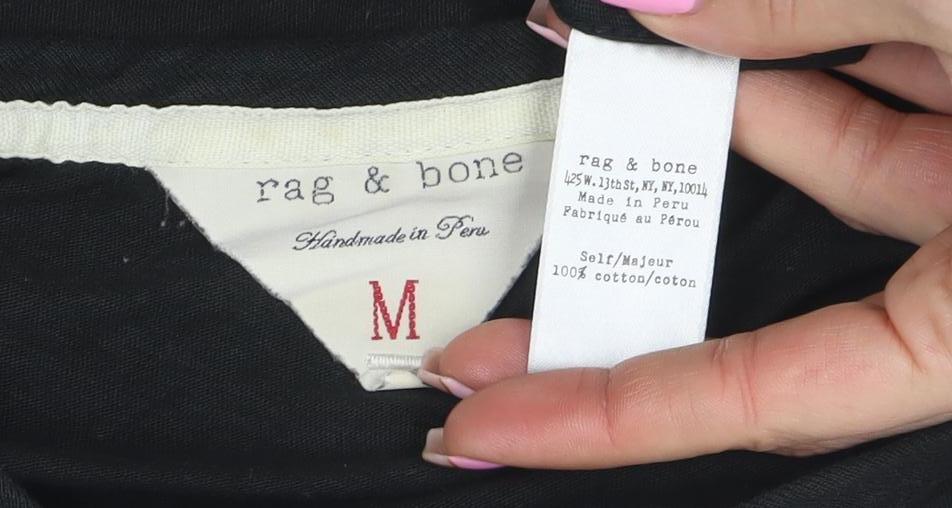 rag & bone
Handmade in Peru
M
rag & bone
425 W. 13th St, NY, NY, 10014
Made in Peru
Fabriqué au Pérou
Self/Majeur
100% cotton/coton